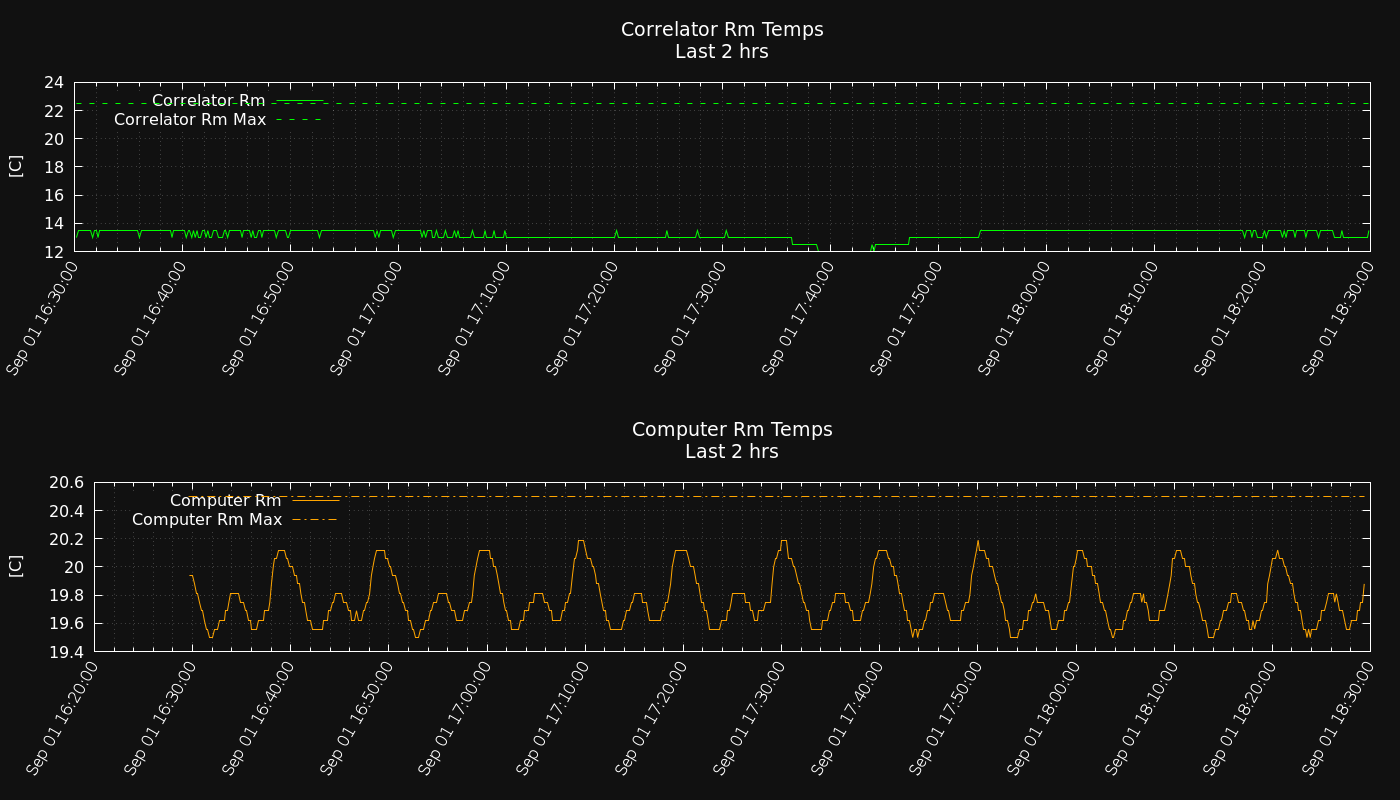 Correlator Rm Temps
Last 2 hrs
24
22
20
18
16
14
12
[C]
Correlator Rm
Correlator Rm Max
Sep 01 16:30:00
Sep 01 16:40:00
Sep 01 16:50:00
Sep 01 17:00:00
Sep 01 17:10:00
Sep 01 17:20:00
Sep 01 17:30:00
Sep 01 17:40:00
Sep 01 17:50:00
Sep 01 18:00:00
Sep 01 18:10:00
Sep 01 18:20:00
Sep 01 18:30:00
Computer Rm Temps
Last 2 hrs
20.6
20.4
20.2
20
19.8
19.6
19.4
[C]
Computer Rm
Computer Rm Max
Sep 01 16:20:00
Sep 01 16:30:00
Sep 01 16:40:00
Sep 01 16:50:00
Sep 01 17:00:00
Sep 01 17:10:00
Sep 01 17:20:00
Sep 01 17:30:00
Sep 01 17:40:00
Sep 01 17:50:00
Sep 01 18:00:00
Sep 01 18:10:00
Sep 01 18:20:00
Sep 01 18:30:00